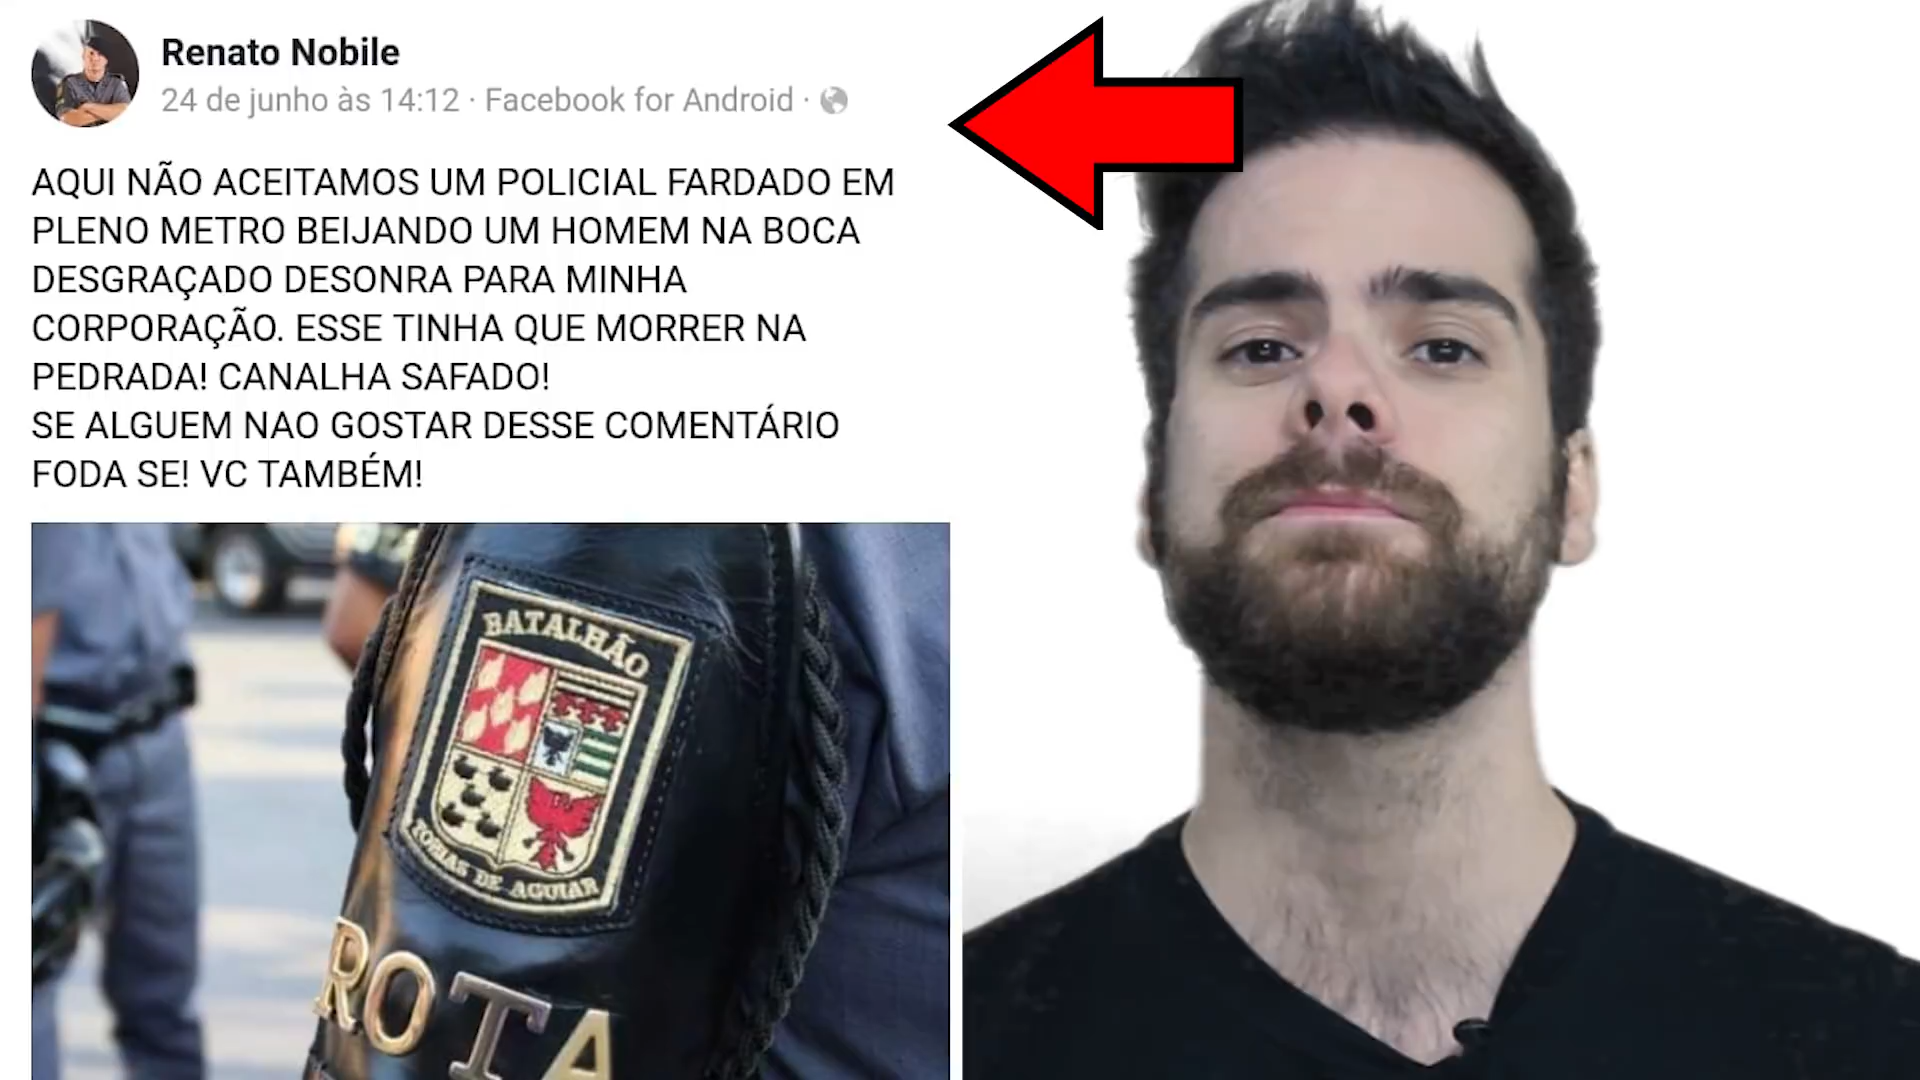 Renato Nobile
24 de junho às 14:12 · Facebook for Android ·
AQUI NÃO ACEITAMOS UM POLICIAL FARDADO EM
PLENO METRO BEIJANDO UM HOMEM NA BOCA
DESGRAÇADO DESONRA PARA MINHA
CORPORAÇÃO. ESSE TINHA QUE MORRER NA
PEDRADA! CANALHA SAFADO!
SE ALGUEM NAO GOSTAR DESSE COMENTÁRIO
FODA SE! VC TAMBÉM!
BATALHÃO
TOBIAS DE AGUIAR
ROTA